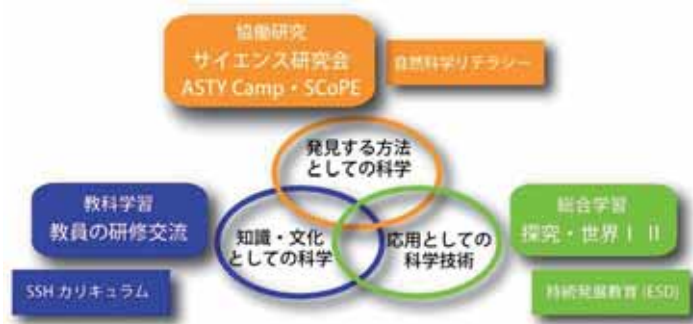 協働研究
サイエンス研究会
ASTY Camp・SCoPE
自然科学リテラシー
発見する方法
としての科学
教科学習
教員の研修交流
知識・文化
としての科学
応用としての
科学技術
総合学習
探究・世界Ⅰ Ⅱ
SSH カリキュラム
持続発展教育 (ESD)